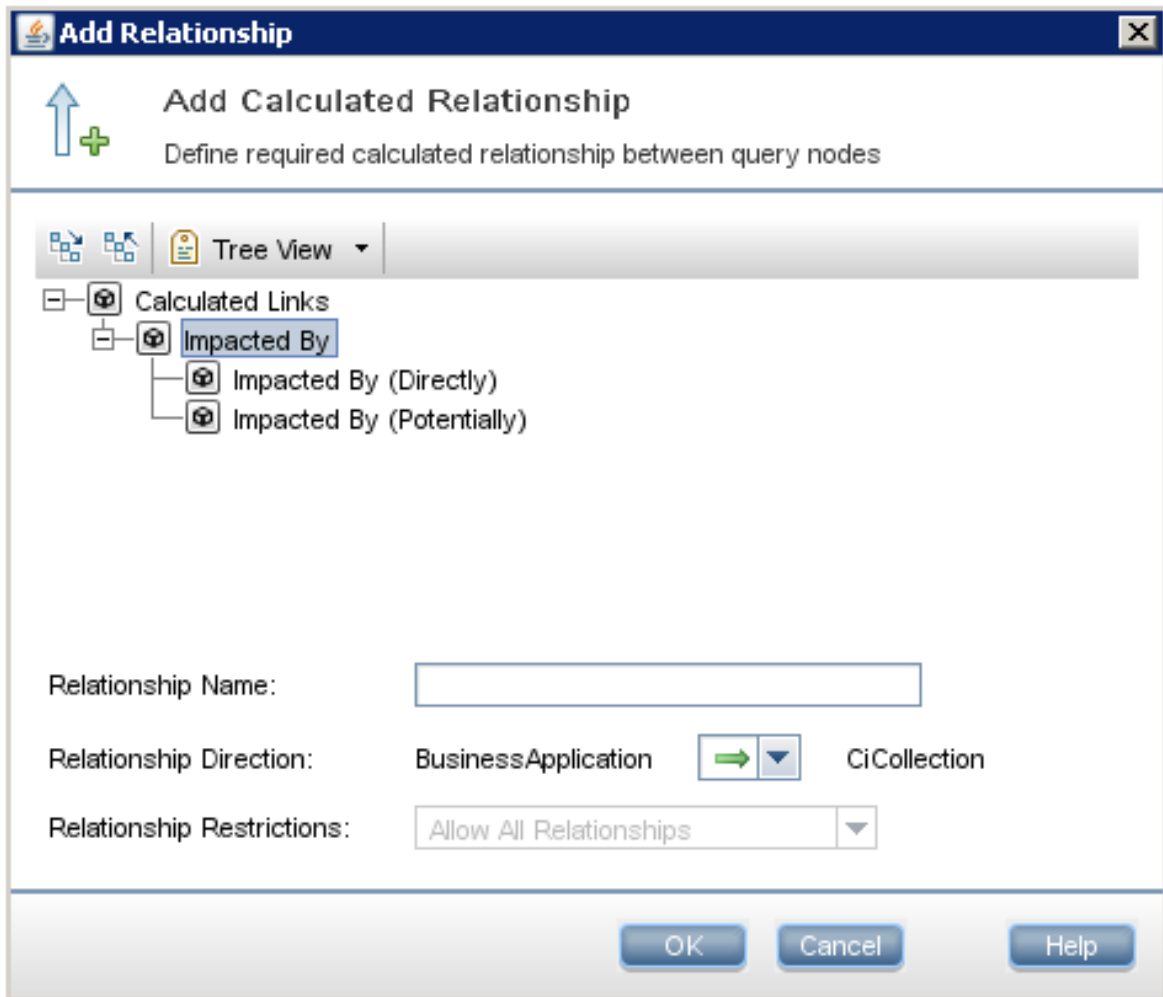 Add Relationship
Add Calculated Relationship
Define required calculated relationship between query nodes
Tree View
Calculated Links
Impacted By
Impacted By (Directly)
Impacted By (Potentially)
Relationship Name:
Relationship Direction: BusinessApplication CiCollection
Relationship Restrictions: Allow All Relationships
OK Cancel Help